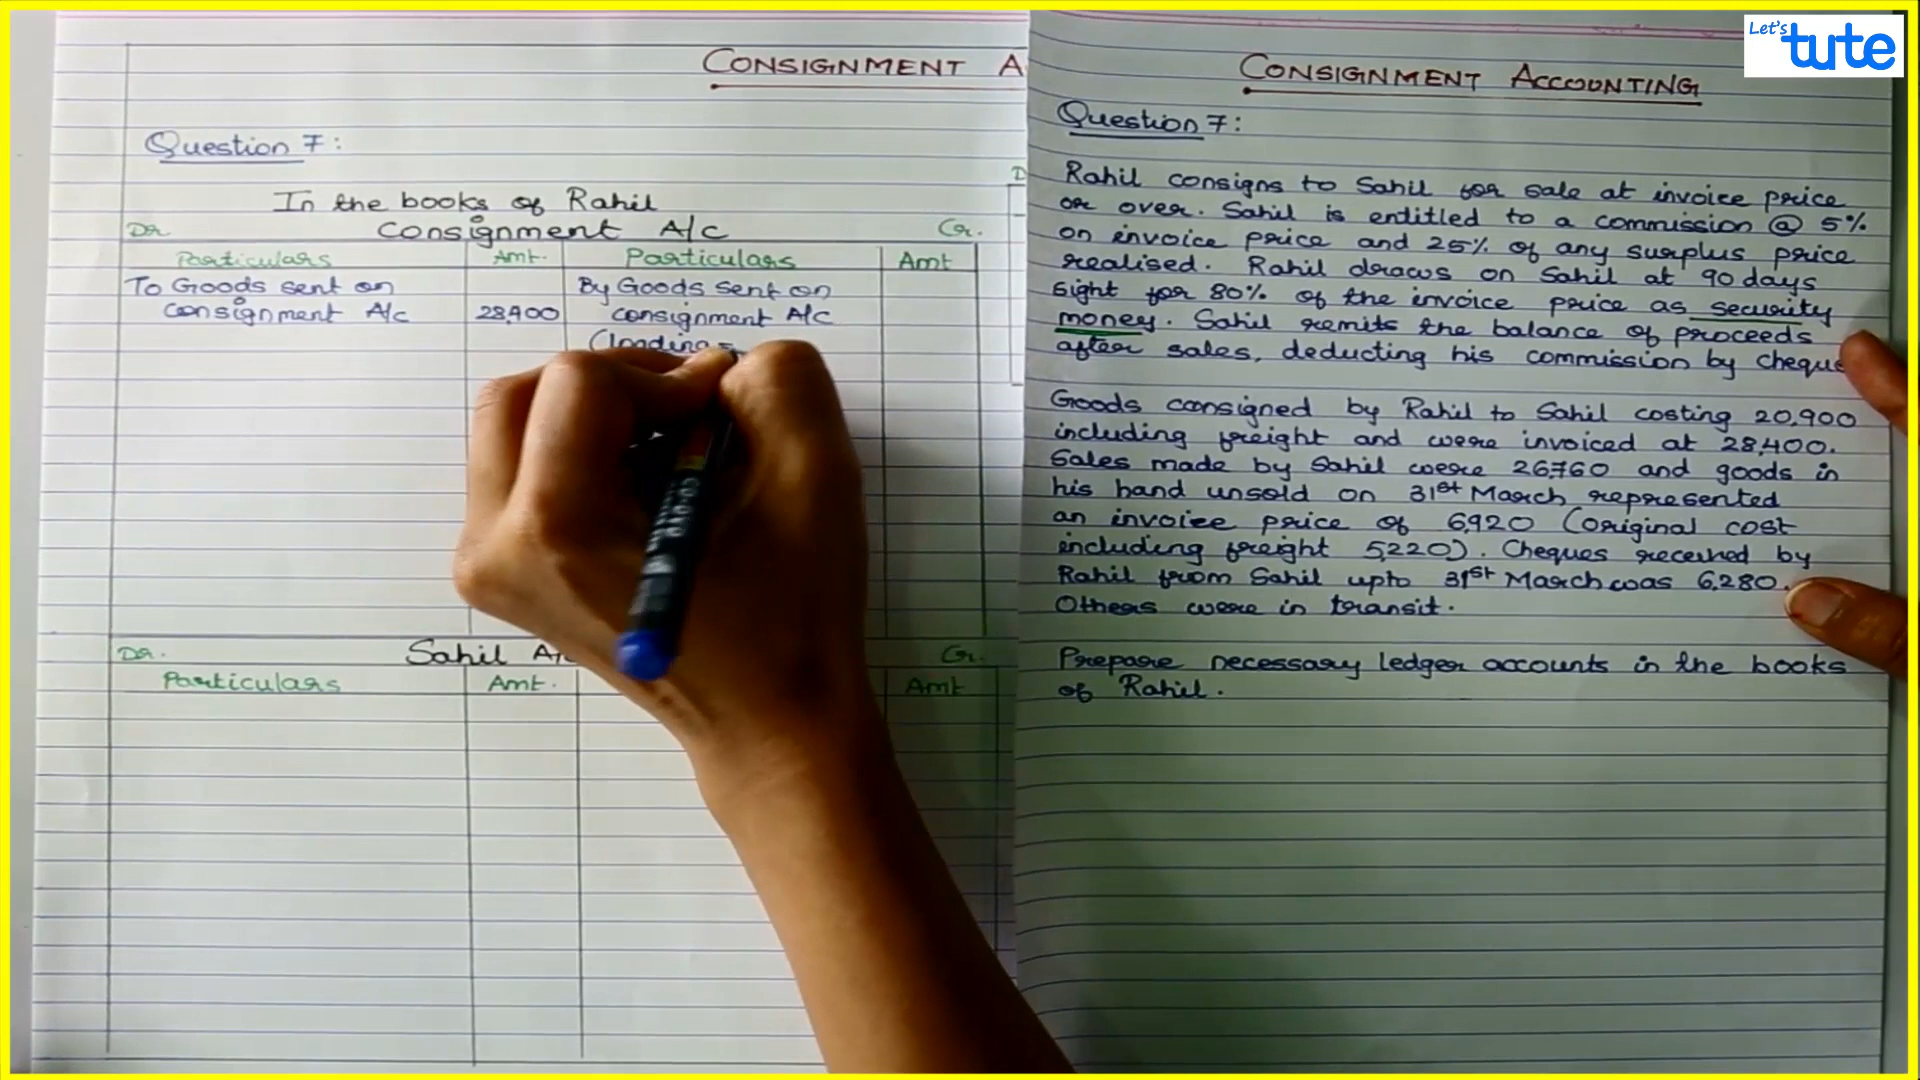 CONSIGNMENT A
Question 7:
In the books of Rahil
Dr Consignment A/c Cr.
Particulars Amt. Particulars Amt
To Goods sent on By Goods sent on
consignment A/c 28,400 consignment A/c
(loading
Dr. Sahil A/c Cr.
Particulars Amt. Amt
D
Let's tute
CONSIGNMENT ACCOUNTING
Question 7:
Rahil consigns to Sahil for sale at invoice price
or over. Sahil is entitled to a commission @ 5%
on invoice price and 25% of any surplus price
realised. Rahil draws on Sahil at 90 days
sight for 80% of the invoice price as security
money. Sahil remits the balance of proceeds
after sales, deducting his commission by cheque
Goods consigned by Rahil to Sahil costing 20,900
including freight and were invoiced at 28,400.
Sales made by Sahil were 26,760 and goods in
his hand unsold on 31st March, represented
an invoice price of 6,920 (original cost
including freight 5,220). Cheques received by
Rahil from Sahil upto 31st March was 6,280.
Others were in transit.
Prepare necessary ledger accounts in the books
of Rahil.